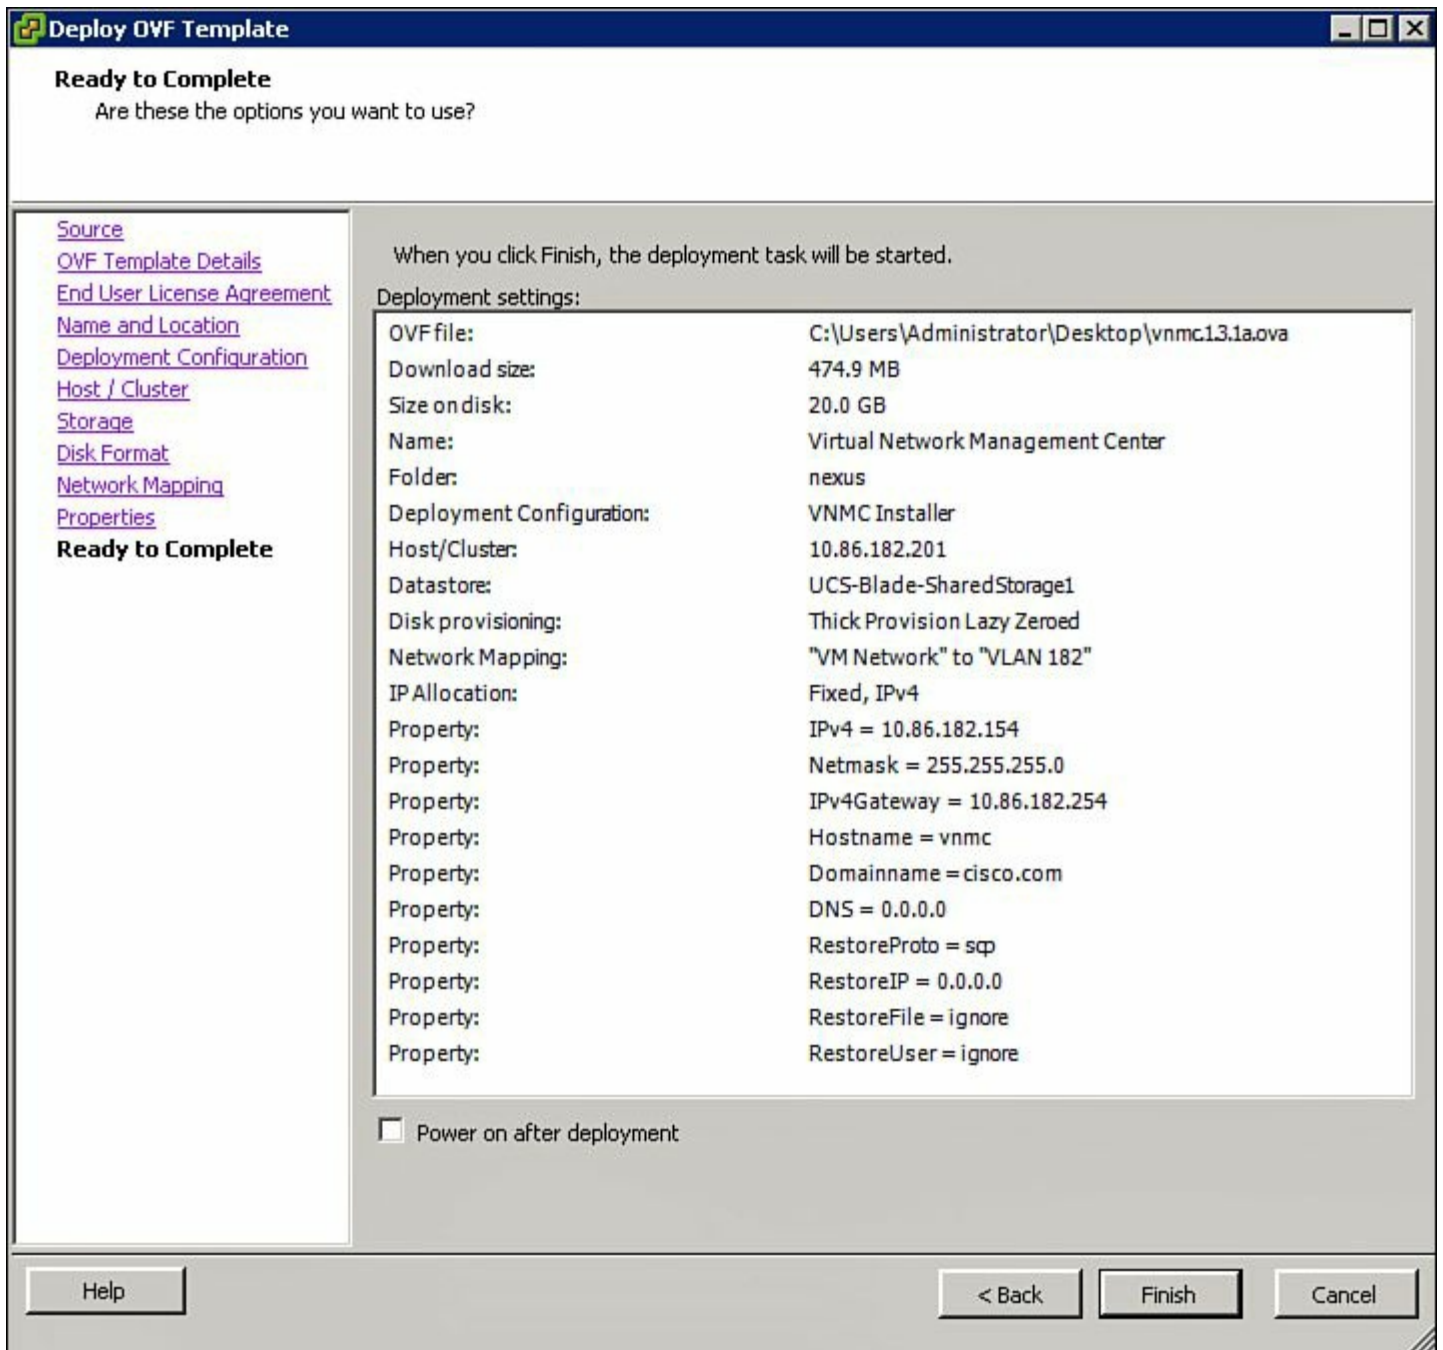 Deploy OVF Template
Ready to Complete
Are these the options you want to use?
Source
OVF Template Details
End User License Agreement
Name and Location
Deployment Configuration
Host / Cluster
Storage
Disk Format
Network Mapping
Properties
Ready to Complete
When you click Finish, the deployment task will be started.
Deployment settings:
OVF file: C:\Users\Administrator\Desktop\vnmc.1.3.1a.ova
Download size: 474.9 MB
Size on disk: 20.0 GB
Name: Virtual Network Management Center
Folder: nexus
Deployment Configuration: VNMC Installer
Host/Cluster: 10.86.182.201
Datastore: UCS-Blade-SharedStorage1
Disk provisioning: Thick Provision Lazy Zeroed
Network Mapping: "VM Network" to "VLAN 182"
IP Allocation: Fixed, IPv4
Property: IPv4 = 10.86.182.154
Property: Netmask = 255.255.255.0
Property: IPv4Gateway = 10.86.182.254
Property: Hostname = vnmc
Property: Domainname = cisco.com
Property: DNS = 0.0.0.0
Property: RestoreProto = scp
Property: RestoreIP = 0.0.0.0
Property: RestoreFile = ignore
Property: RestoreUser = ignore
Power on after deployment
Help < Back Finish Cancel